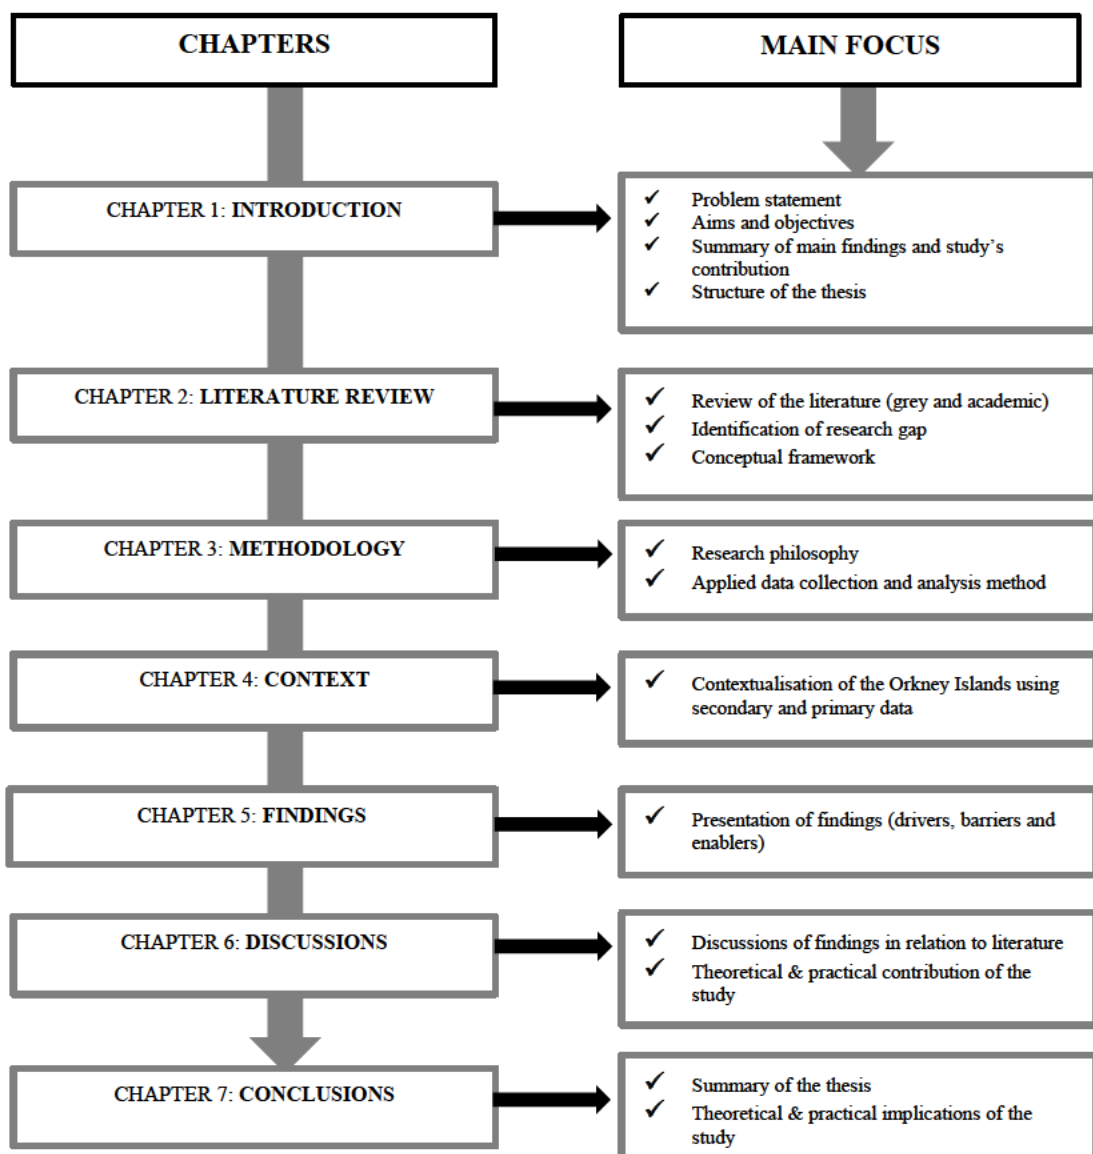 CHAPTERS
MAIN FOCUS
CHAPTER 1: INTRODUCTION
✓ Problem statement
✓ Aims and objectives
✓ Summary of main findings and study’s
contribution
✓ Structure of the thesis
CHAPTER 2: LITERATURE REVIEW
✓ Review of the literature (grey and academic)
✓ Identification of research gap
✓ Conceptual framework
CHAPTER 3: METHODOLOGY
✓ Research philosophy
✓ Applied data collection and analysis method
CHAPTER 4: CONTEXT
✓ Contextualisation of the Orkney Islands using
secondary and primary data
CHAPTER 5: FINDINGS
✓ Presentation of findings (drivers, barriers and
enablers)
CHAPTER 6: DISCUSSIONS
✓ Discussions of findings in relation to literature
✓ Theoretical & practical contribution of the
study
CHAPTER 7: CONCLUSIONS
✓ Summary of the thesis
✓ Theoretical & practical implications of the
study